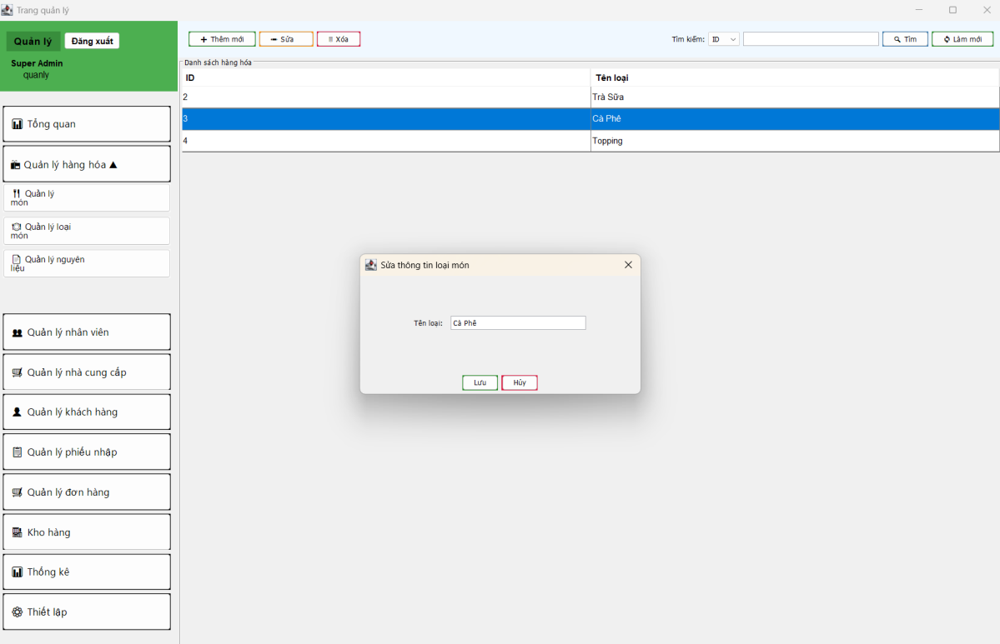 Trang quản lý
Quản lý
Đăng xuất
Super Admin
quanly
Tổng quan
Quản lý hàng hóa ▲
Quản lý
món
Quản lý loại
món
Quản lý nguyên
liệu
Quản lý nhân viên
Quản lý nhà cung cấp
Quản lý khách hàng
Quản lý phiếu nhập
Quản lý đơn hàng
Kho hàng
Thống kê
Thiết lập
Thêm mới
Sửa
Xóa
Tìm kiếm:
ID
Tìm
Làm mới
Danh sách hàng hóa
ID Tên loại
2 Trà Sữa
3 Cà Phê
4 Topping
Sửa thông tin loại món
Tên loại: Cà Phê
Lưu
Hủy